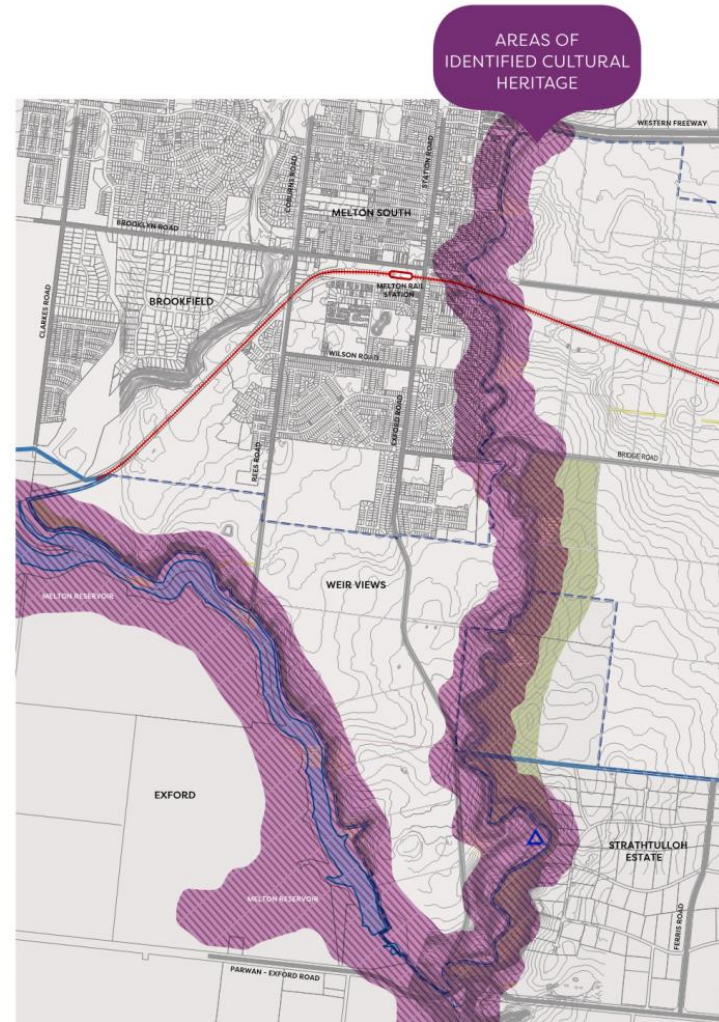 AREAS OF
IDENTIFIED CULTURAL
HERITAGE
WESTERN FREEWAY
STATION ROAD
COBURNS ROAD
MELTON SOUTH
BROOKLYN ROAD
CLARKES ROAD
BROOKFIELD
MELTON RAIL
STATION
WILSON ROAD
EXFORD ROAD
REES ROAD
BRIDGE ROAD
WEIR VIEWS
MELTON RESERVOIR
EXFORD
STRATHTULLOH
ESTATE
MELTON RESERVOIR
FERRIS ROAD
PARWAN - EXFORD ROAD